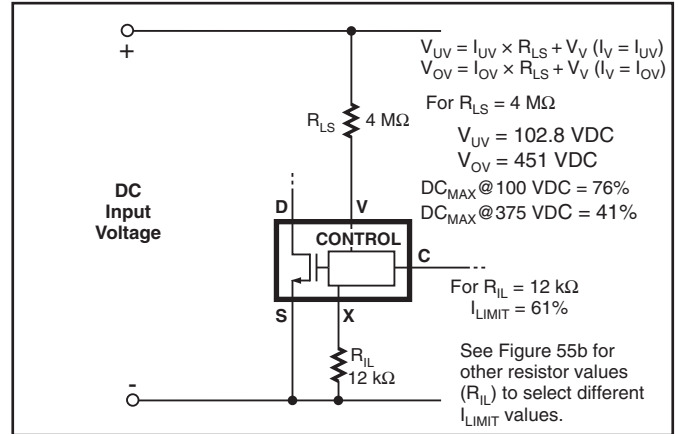 +
V_UV = I_UV × R_LS + V_V (I_V = I_UV)
V_OV = I_OV × R_LS + V_V (I_V = I_OV)
For R_LS = 4 MΩ
R_LS 4 MΩ
V_UV = 102.8 VDC
V_OV = 451 VDC
DC_MAX@100 VDC = 76%
DC_MAX@375 VDC = 41%
DC
Input
Voltage
D
V
CONTROL
C
S
X
For R_IL = 12 kΩ
I_LIMIT = 61%
R_IL
12 kΩ
See Figure 55b for
other resistor values
(R_IL) to select different
I_LIMIT values.
-